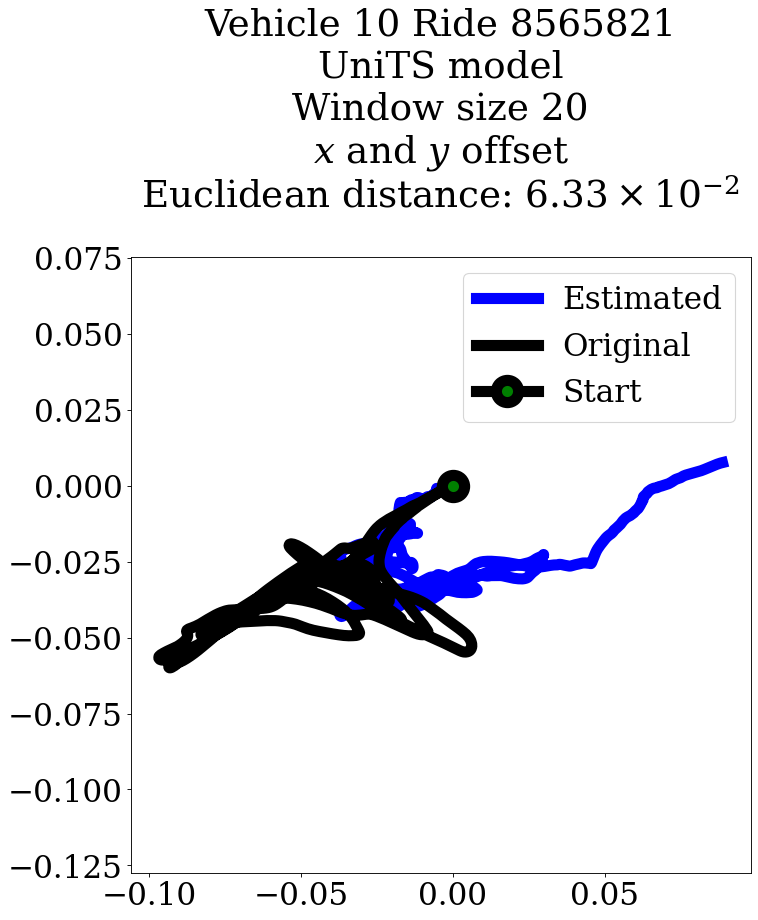 Vehicle 10 Ride 8565821
UniTS model
Window size 20
x and y offset
Euclidean distance: 6.33 × 10⁻²
Estimated
Original
Start
0.075
0.050
0.025
0.000
−0.025
−0.050
−0.075
−0.100
−0.125
−0.10 −0.05 0.00 0.05